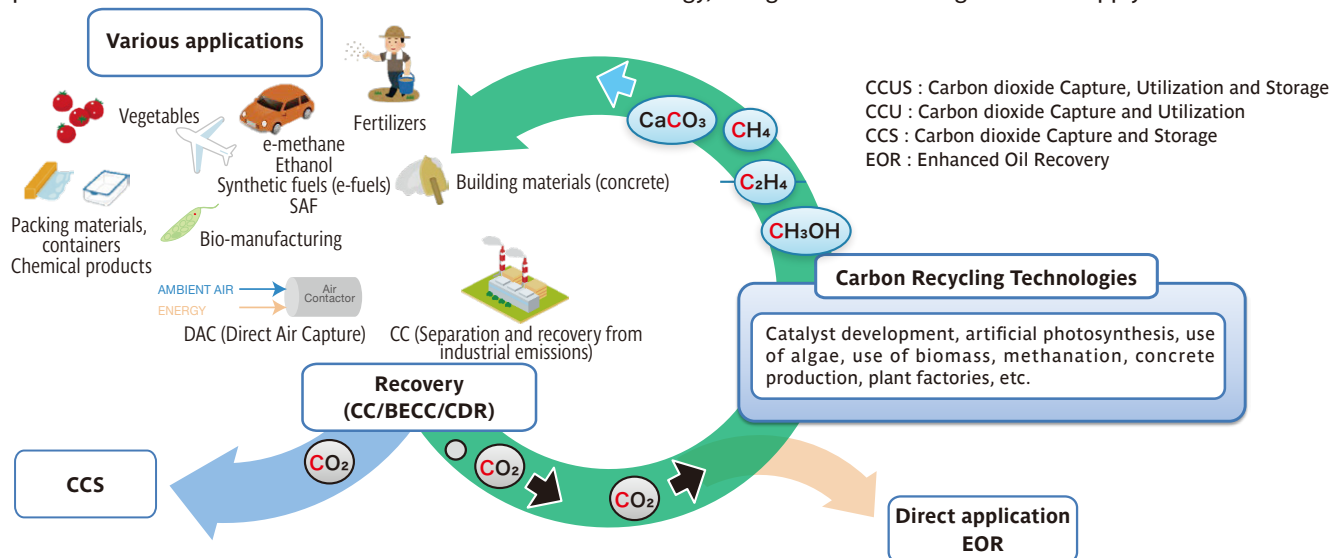 Various applications
Vegetables
Fertilizers
e-methane
Ethanol
Synthetic fuels (e-fuels)
SAF
Building materials (concrete)
Packing materials,
containers
Chemical products
Bio-manufacturing
CaCO₃
CH₄
C₂H₄
CH₃OH
CCUS : Carbon dioxide Capture, Utilization and Storage
CCU : Carbon dioxide Capture and Utilization
CCS : Carbon dioxide Capture and Storage
EOR : Enhanced Oil Recovery
AMBIENT AIR
ENERGY
Air
Contactor
DAC (Direct Air Capture)
CC (Separation and recovery from
industrial emissions)
Carbon Recycling Technologies
Catalyst development, artificial photosynthesis, use
of algae, use of biomass, methanation, concrete
production, plant factories, etc.
Recovery
(CC/BECC/CDR)
CO₂
CO₂
CO₂
CCS
Direct application
EOR